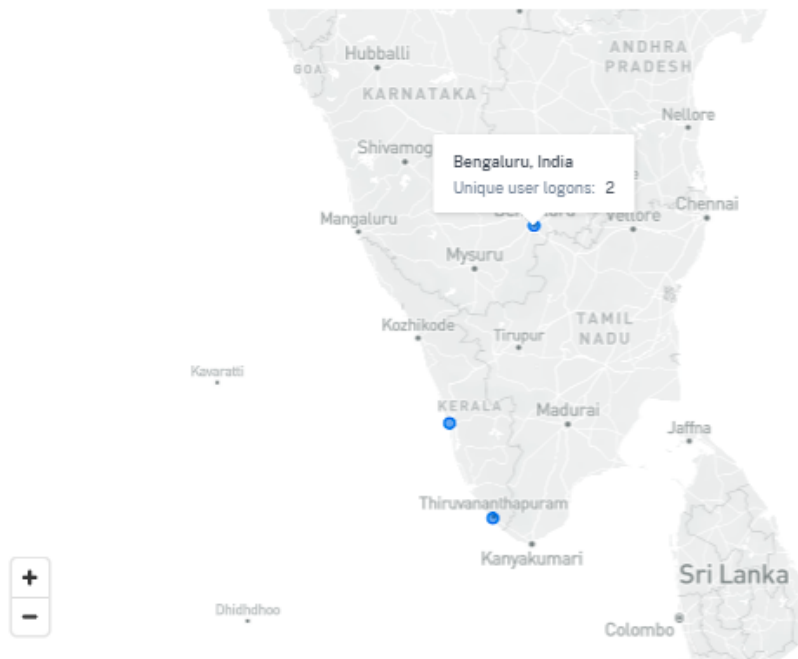 Hubballi
GOA
KARNATAKA
ANDHRA
PRADESH
Nellore
Shivamog
Bengaluru, India
Unique user logons: 2
Chennai
Vellore
Mangaluru
Mysuru
Kozhikode
Tirupur
TAMIL
NADU
Kavaratti
KERALA
Madurai
Jaffna
Thiruvananthapuram
Kanyakumari
+
Sri Lanka
−
Dhidhdhoo
Colombo